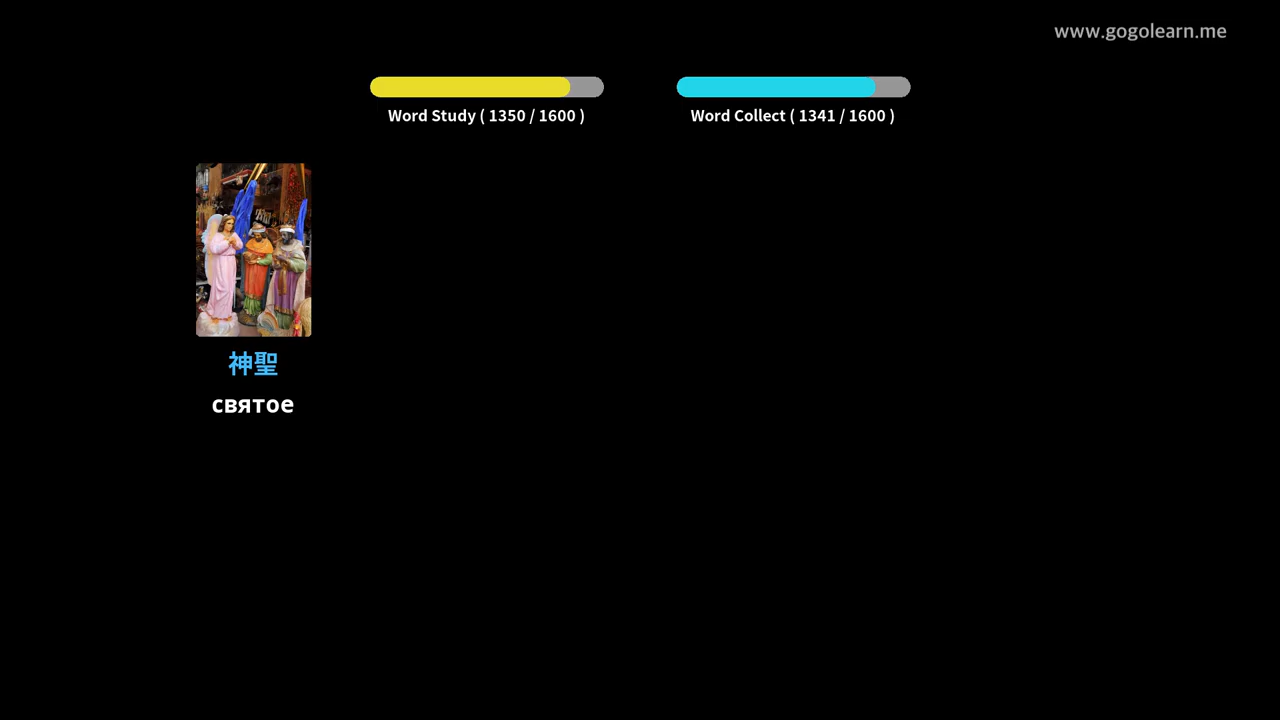 www.gogolearn.me
Word Study ( 1350 / 1600 )
Word Collect ( 1341 / 1600 )
神聖
святое